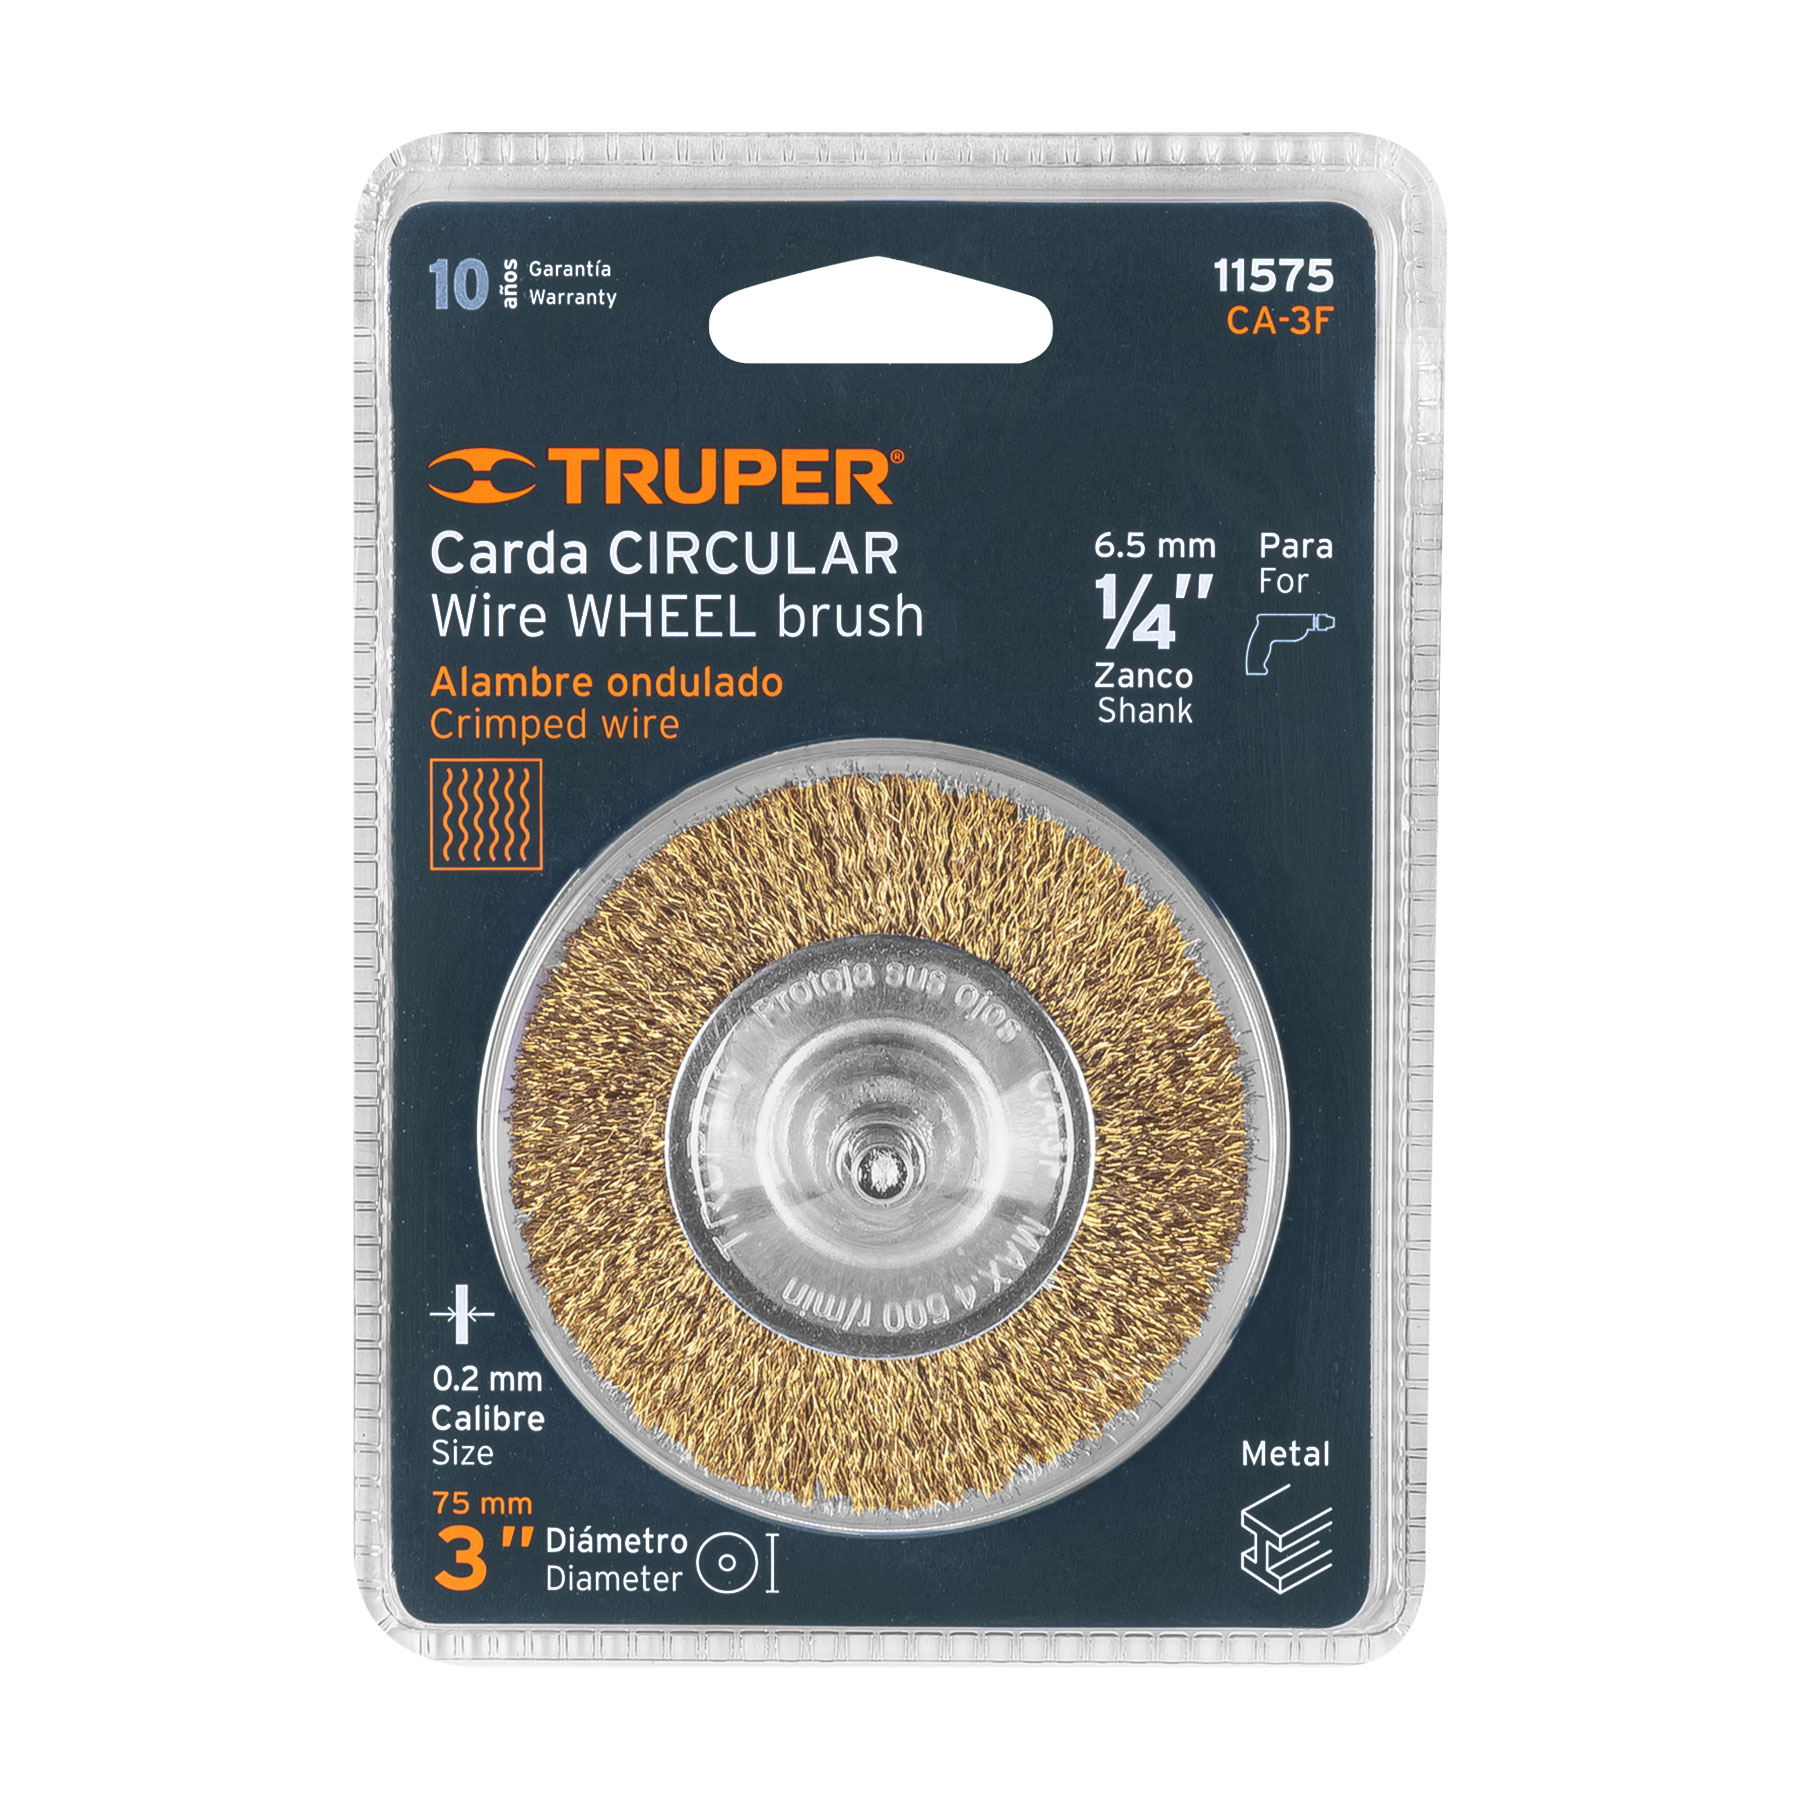 10 años Garantía
Warranty
11575
CA-3F
TRUPER®
Carda CIRCULAR
Wire WHEEL brush
Alambre ondulado
Crimped wire
6.5 mm
1/4"
Zanco
Shank
Para
For
Proteja sus ojos
CA-3F
MAX. 4 500 r/min
TRUPER
0.2 mm
Calibre
Size
75 mm
3" Diámetro
Diameter
Metal